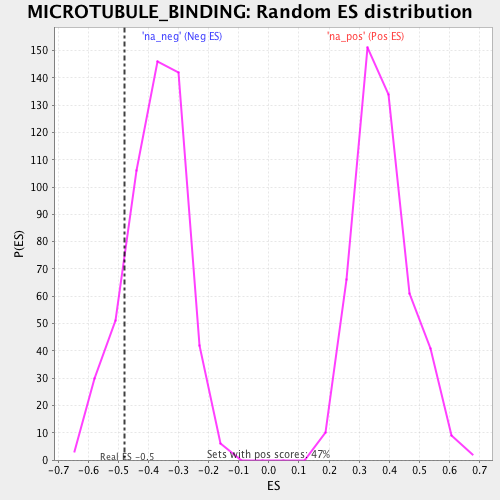 MICROTUBULE_BINDING: Random ES distribution
'na_neg' (Neg ES)
'na_pos' (Pos ES)
P(ES)
150
140
130
120
110
100
90
80
70
60
50
40
30
20
10
0
Real ES -0.5
Sets with pos scores: 47%
-0.7 -0.6 -0.5 -0.4 -0.3 -0.2 -0.1 0.0 0.1 0.2 0.3 0.4 0.5 0.6 0.7
ES